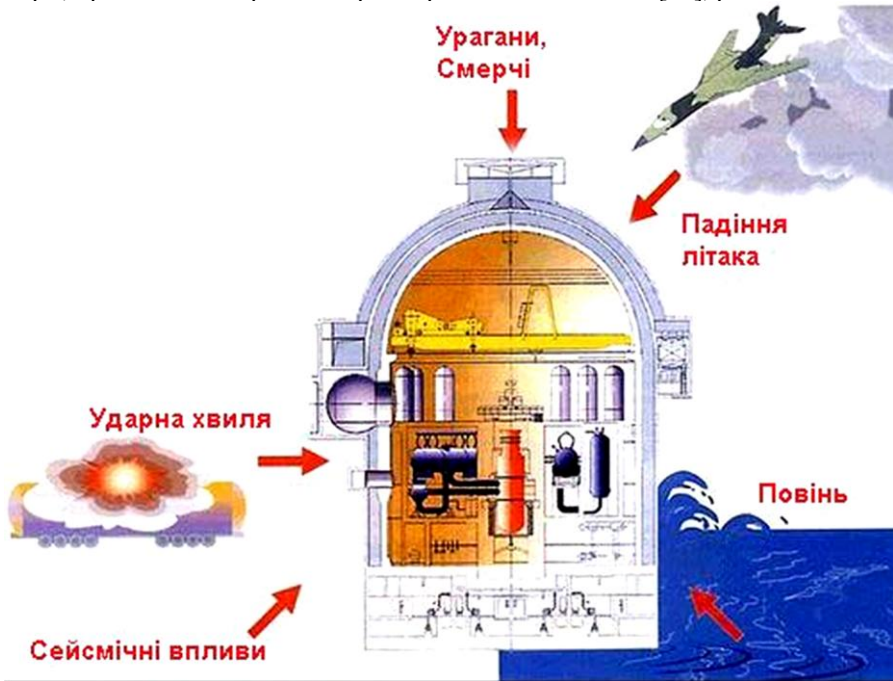 Урагани,
Смерчі
Падіння
літака
Ударна хвиля
Повінь
Сейсмічні впливи